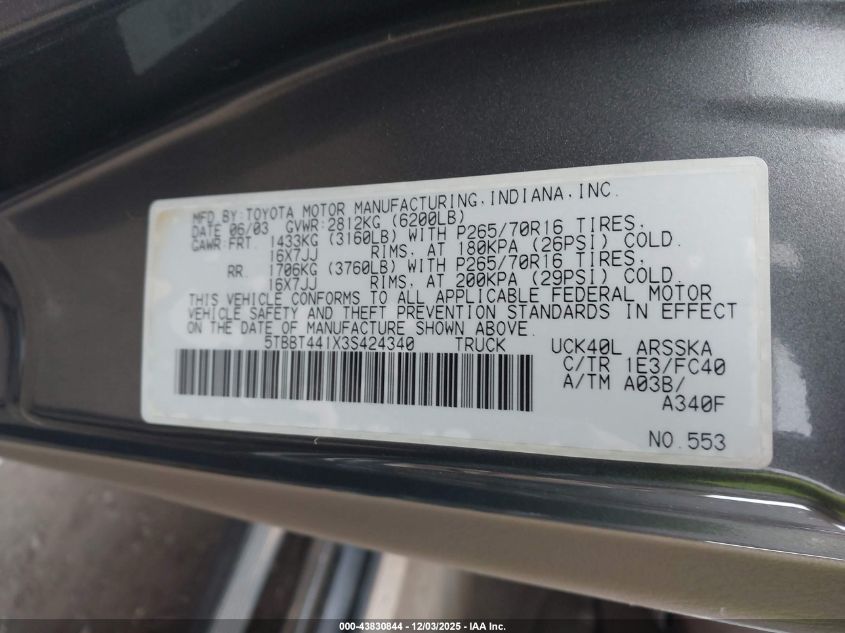 MFD BY:TOYOTA MOTOR MANUFACTURING,INDIANA,INC.
DATE 06/03 GVWR:2812KG (6200LB)
GAWR:FRT. 1433KG (3160LB) WITH P265/70R16 TIRES,
16X7JJ RIMS, AT 180KPA (26PSI) COLD.
RR. 1706KG (3760LB) WITH P265/70R16 TIRES,
16X7JJ RIMS, AT 200KPA (29PSI) COLD.
THIS VEHICLE CONFORMS TO ALL APPLICABLE FEDERAL MOTOR
VEHICLE SAFETY AND THEFT PREVENTION STANDARDS IN EFFECT
ON THE DATE OF MANUFACTURE SHOWN ABOVE.
5TBBT441X3S424340 TRUCK UCK40L ARSSKA
C/TR 1E3/FC40
A/TM A03B/
A340F
NO.553
000-43830844 - 12/03/2025 - IAA Inc.